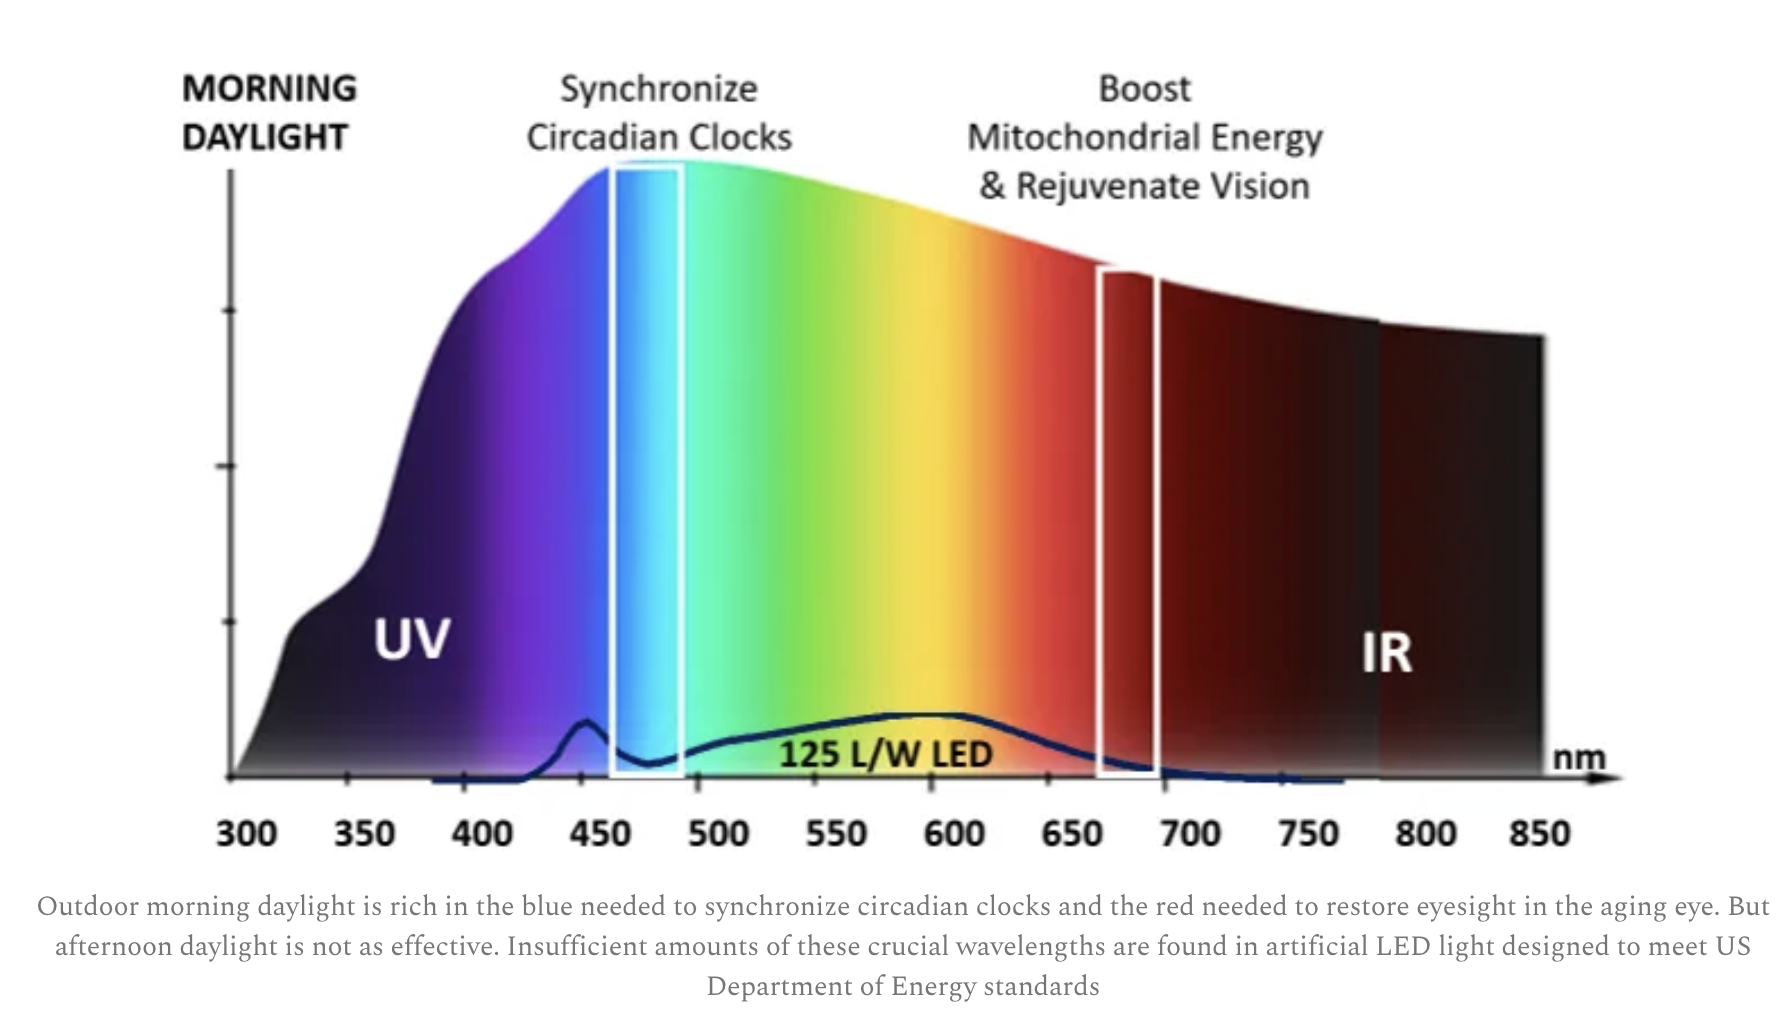 MORNING
DAYLIGHT
Synchronize
Circadian Clocks
Boost
Mitochondrial Energy
& Rejuvenate Vision
UV
IR
125 L/W LED
nm
300 350 400 450 500 550 600 650 700 750 800 850
Outdoor morning daylight is rich in the blue needed to synchronize circadian clocks and the red needed to restore eyesight in the aging eye. But
afternoon daylight is not as effective. Insufficient amounts of these crucial wavelengths are found in artificial LED light designed to meet US
Department of Energy standards